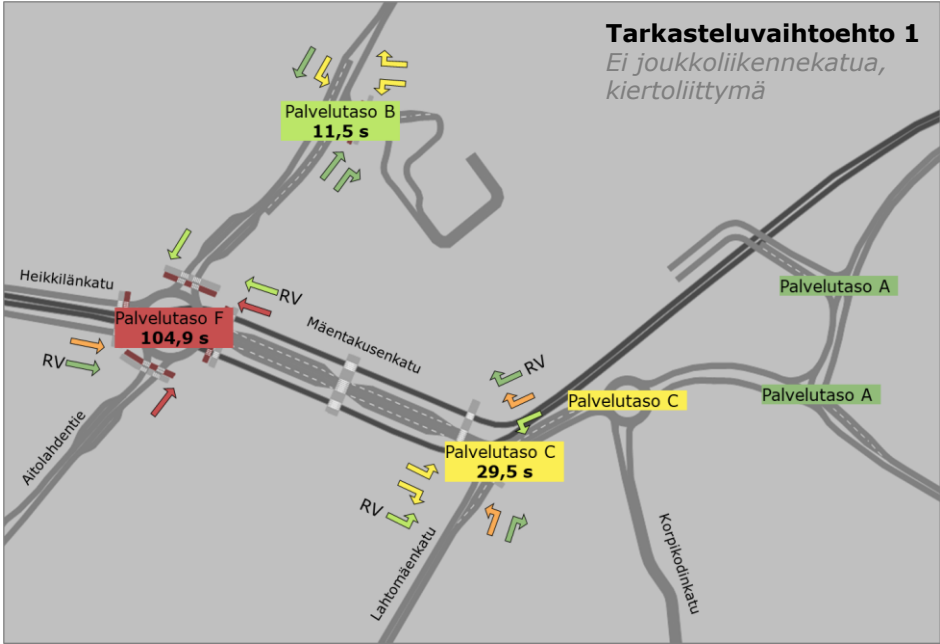 Tarkasteluvaihtoehto 1
Ei joukkoliikennekatua,
kiertoliittymä
Palvelutaso B
11,5 s
Heikkilänkatu
RV
Palvelutaso A
Palvelutaso F
104,9 s
Mäentakusenkatu
RV
RV
Palvelutaso C
Palvelutaso A
Aitolahdentie
Palvelutaso C
29,5 s
RV
Lahtomäenkatu
Korpikodinkatu